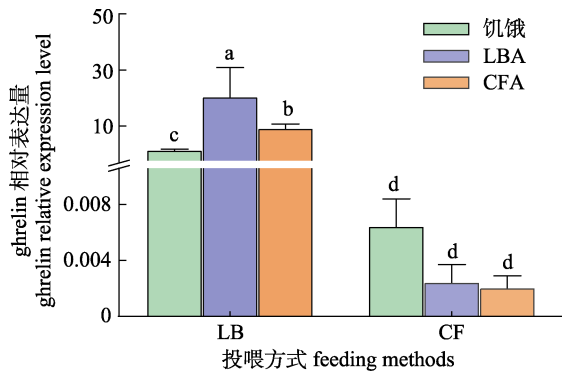 50
30
10
0.008
0.004
0
ghrelin 相对表达量
ghrelin relative expression level
饥饿
LBA
CFA
c
a
b
d
d
d
LB
CF
投喂方式 feeding methods